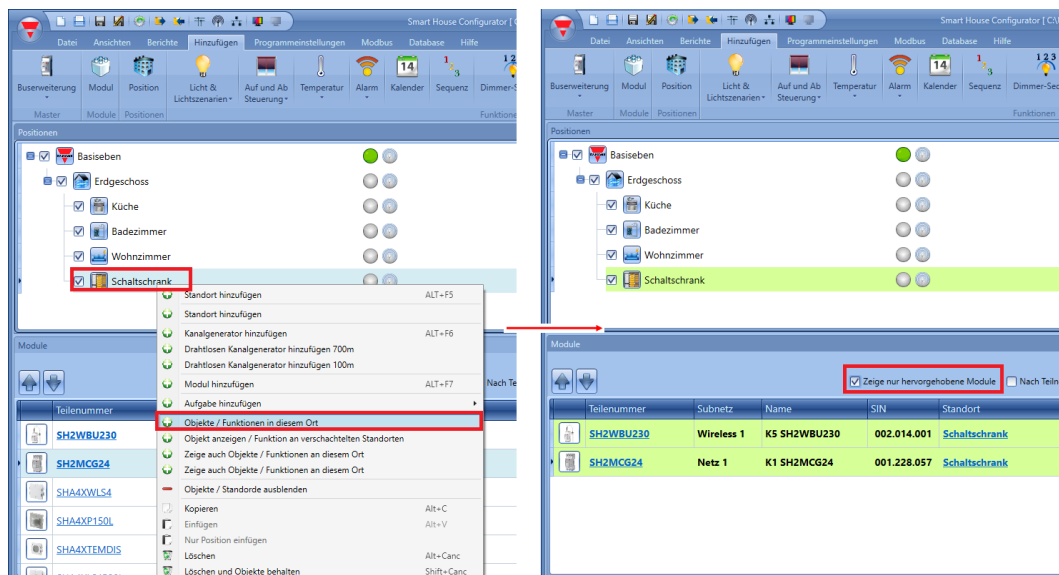 Smart House Configurator [ C
Datei Ansichten Berichte Hinzufügen Programmeinstellungen Modbus Database Hilfe
Buserweiterung Modul Position Licht & Lichtszenarien Auf und Ab Steuerung Temperatur Alarm Kalender Sequenz Dimmer-S
Master Module Positionen Funktione
Positionen
Basiseben
Erdgeschoss
Küche
Badezimmer
Wohnzimmer
Schaltschrank
Standort hinzufügen ALT+F5
Standort hinzufügen
Kanalgenerator hinzufügen ALT+F6
Drahtlosen Kanalgenerator hinzufügen 700m
Drahtlosen Kanalgenerator hinzufügen 100m
Modul hinzufügen ALT+F7
Aufgabe hinzufügen
Objekte / Funktionen in diesem Ort
Objekt anzeigen / Funktion an verschachtelten Standorten
Zeige auch Objekte / Funktionen an diesem Ort
Zeige auch Objekte / Funktionen an diesem Ort
Objekte / Standorde ausblenden
Kopieren Alt+C
Einfügen Alt+V
Nur Position einfügen
Löschen Alt+Canc
Löschen und Objekte behalten Shift+Canc
Module
Nach Te
Teilenummer
SH2WBU230
SH2MCG24
SHA4XWLS4
SHA4XP150L
SHA4XTEMDIS
Smart House Configurator [ C:\
Datei Ansichten Berichte Hinzufügen Programmeinstellungen Modbus Database Hilfe
Buserweiterung Modul Position Licht & Lichtszenarien Auf und Ab Steuerung Temperatur Alarm Kalender Sequenz Dimmer-Sec
Master Module Positionen Funktionen
Positionen
Basiseben
Erdgeschoss
Küche
Badezimmer
Wohnzimmer
Schaltschrank
Module
Zeige nur hervorgehobene Module Nach Teiln
Teilenummer Subnetz Name SIN Standort
SH2WBU230 Wireless 1 K5 SH2WBU230 002.014.001 Schaltschrank
SH2MCG24 Netz 1 K1 SH2MCG24 001.228.057 Schaltschrank